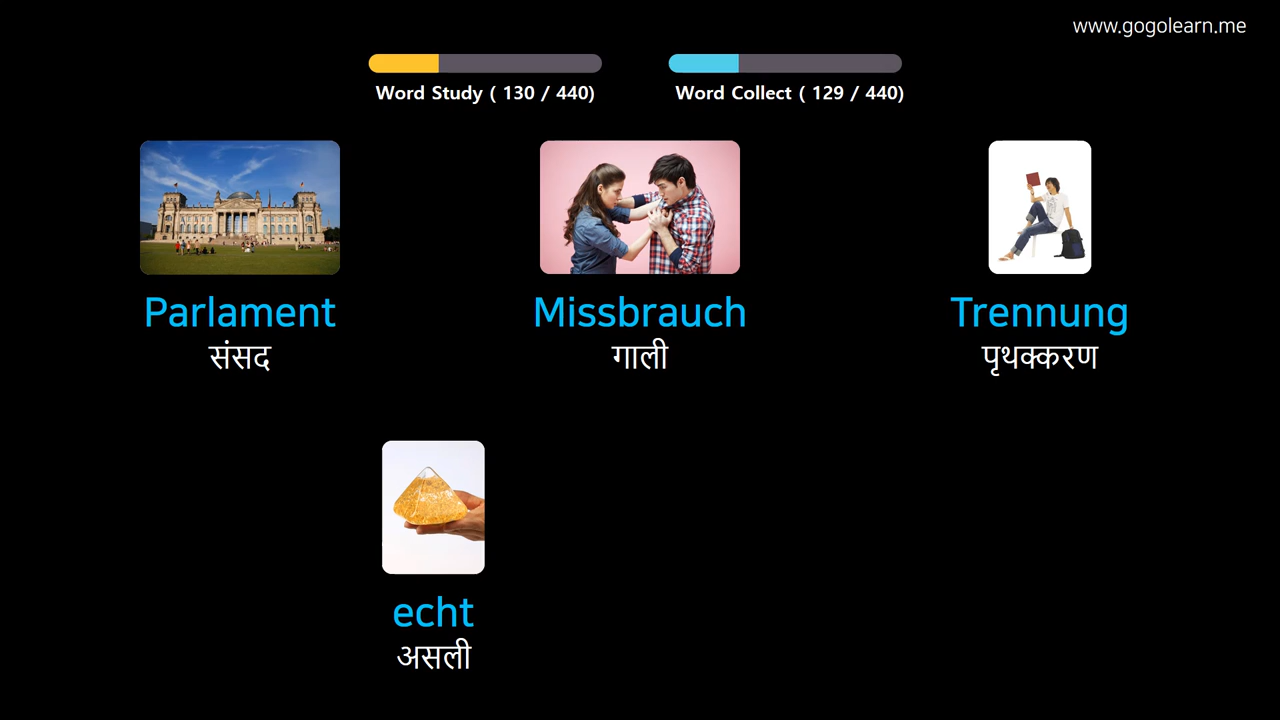 www.gogolearn.me
Word Study ( 130 / 440)
Word Collect ( 129 / 440)
Parlament
संसद
Missbrauch
गाली
Trennung
पृथक्करण
echt
असली